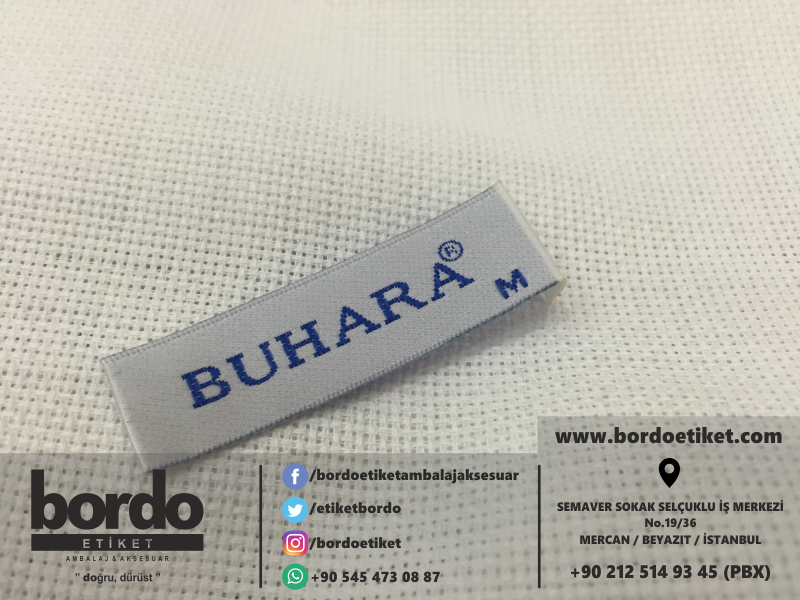 BUHARA®
M
www.bordoetiket.com
bordo
ETİKET
AMBALAJ & AKSESUAR
" doğru, dürüst "
/bordoetiketambalajaksesuar
/etiketbordo
/bordoetiket
+90 545 473 08 87
SEMAVER SOKAK SELÇUKLU İŞ MERKEZİ
No.19/36
MERCAN / BEYAZIT / İSTANBUL
+90 212 514 93 45 (PBX)